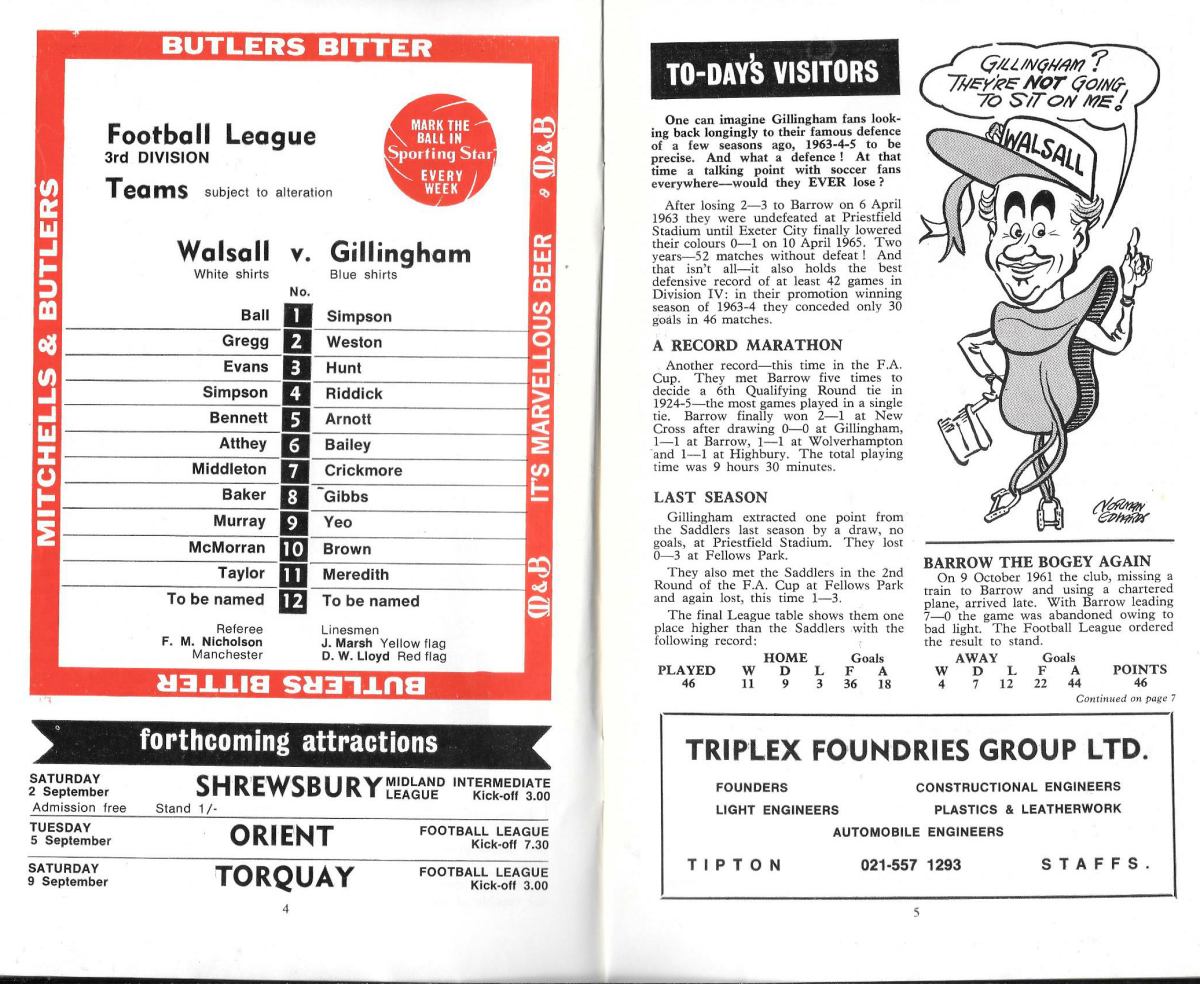 BUTLERS BITTER
MITCHELLS & BUTLERS
IT'S MARVELLOUS BEER
M&B
M&B
Football League
3rd DIVISION
Teams subject to alteration
MARK THE
BALL IN
Sporting Star
EVERY
WEEK
Walsall v. Gillingham
White shirts Blue shirts
No.
Ball 1 Simpson
Gregg 2 Weston
Evans 3 Hunt
Simpson 4 Riddick
Bennett 5 Arnott
Atthey 6 Bailey
Middleton 7 Crickmore
Baker 8 Gibbs
Murray 9 Yeo
McMorran 10 Brown
Taylor 11 Meredith
To be named 12 To be named
Referee Linesmen
F. M. Nicholson J. Marsh Yellow flag
Manchester D. W. Lloyd Red flag
BUTLERS BITTER
forthcoming attractions
SATURDAY
2 September
SHREWSBURY
MIDLAND INTERMEDIATE
LEAGUE Kick-off 3.00
Admission free Stand 1/-
TUESDAY
5 September
ORIENT
FOOTBALL LEAGUE
Kick-off 7.30
SATURDAY
9 September
TORQUAY
FOOTBALL LEAGUE
Kick-off 3.00
4
TO-DAY'S VISITORS
One can imagine Gillingham fans look-
ing back longingly to their famous defence
of a few seasons ago, 1963-4-5 to be
precise. And what a defence! At that
time a talking point with soccer fans
everywhere—would they EVER lose?
After losing 2—3 to Barrow on 6 April
1963 they were undefeated at Priestfield
Stadium until Exeter City finally lowered
their colours 0—1 on 10 April 1965. Two
years—52 matches without defeat! And
that isn't all—it also holds the best
defensive record of at least 42 games in
Division IV: in their promotion winning
season of 1963-4 they conceded only 30
goals in 46 matches.
A RECORD MARATHON
Another record—this time in the F.A.
Cup. They met Barrow five times to
decide a 6th Qualifying Round tie in
1924-5—the most games played in a single
tie. Barrow finally won 2—1 at New
Cross after drawing 0—0 at Gillingham,
1—1 at Barrow, 1—1 at Wolverhampton
and 1—1 at Highbury. The total playing
time was 9 hours 30 minutes.
LAST SEASON
Gillingham extracted one point from
the Saddlers last season by a draw, no
goals, at Priestfield Stadium. They lost
0—3 at Fellows Park.
They also met the Saddlers in the 2nd
Round of the F.A. Cup at Fellows Park
and again lost, this time 1—3.
The final League table shows them one
place higher than the Saddlers with the
following record:
GILLINGHAM?
THEY'RE NOT GOING
TO SIT ON ME!
WALSALL
NORMAN
EDWARDS
BARROW THE BOGEY AGAIN
On 9 October 1961 the club, missing a
train to Barrow and using a chartered
plane, arrived late. With Barrow leading
7—0 the game was abandoned owing to
bad light. The Football League ordered
the result to stand.
HOME Goals AWAY Goals
PLAYED W D L F A W D L F A POINTS
46 11 9 3 36 18 4 7 12 22 44 46
Continued on page 7
TRIPLEX FOUNDRIES GROUP LTD.
FOUNDERS CONSTRUCTIONAL ENGINEERS
LIGHT ENGINEERS PLASTICS & LEATHERWORK
AUTOMOBILE ENGINEERS
TIPTON 021-557 1293 STAFFS.
5